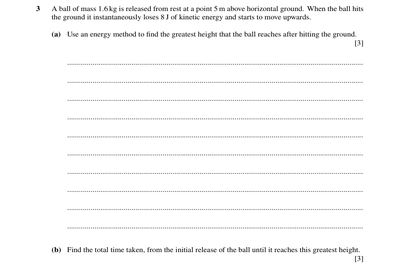 3 A ball of mass 1.6 kg is released from rest at a point 5 m above horizontal ground. When the ball hits
the ground it instantaneously loses 8 J of kinetic energy and starts to move upwards.
(a) Use an energy method to find the greatest height that the ball reaches after hitting the ground.
[3]
(b) Find the total time taken, from the initial release of the ball until it reaches this greatest height.
[3]